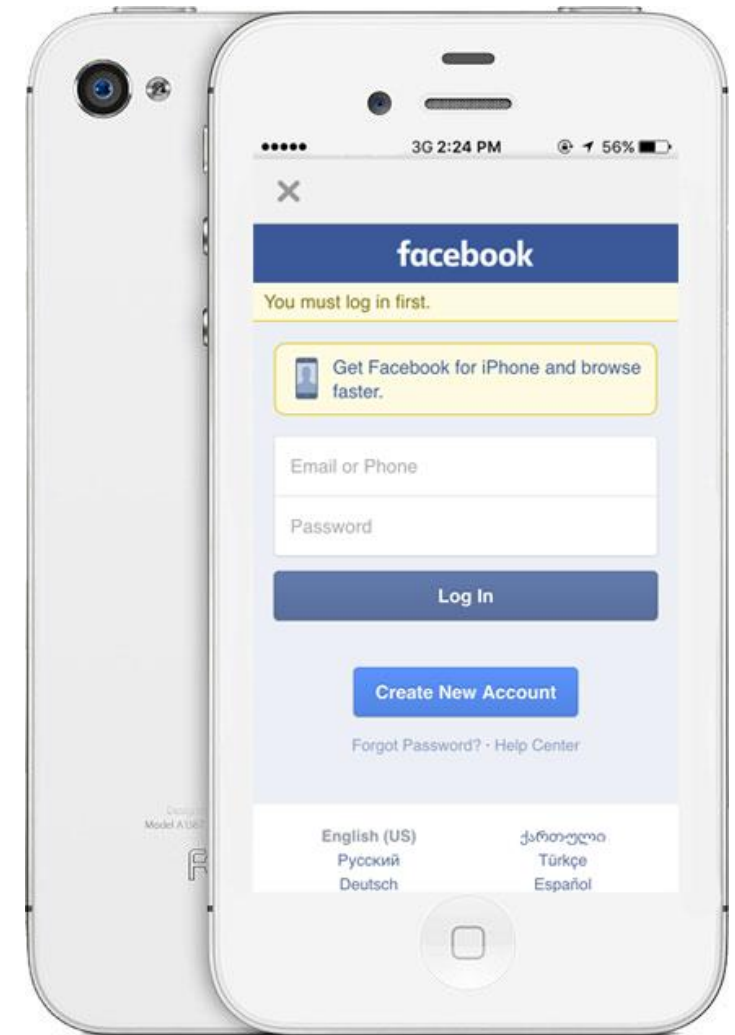 3G 2:24 PM 56%
facebook
You must log in first.
Get Facebook for iPhone and browse
faster.
Email or Phone
Password
Log In
Create New Account
Forgot Password? · Help Center
English (US) ქართული
Русский Türkçe
Deutsch Español
Model